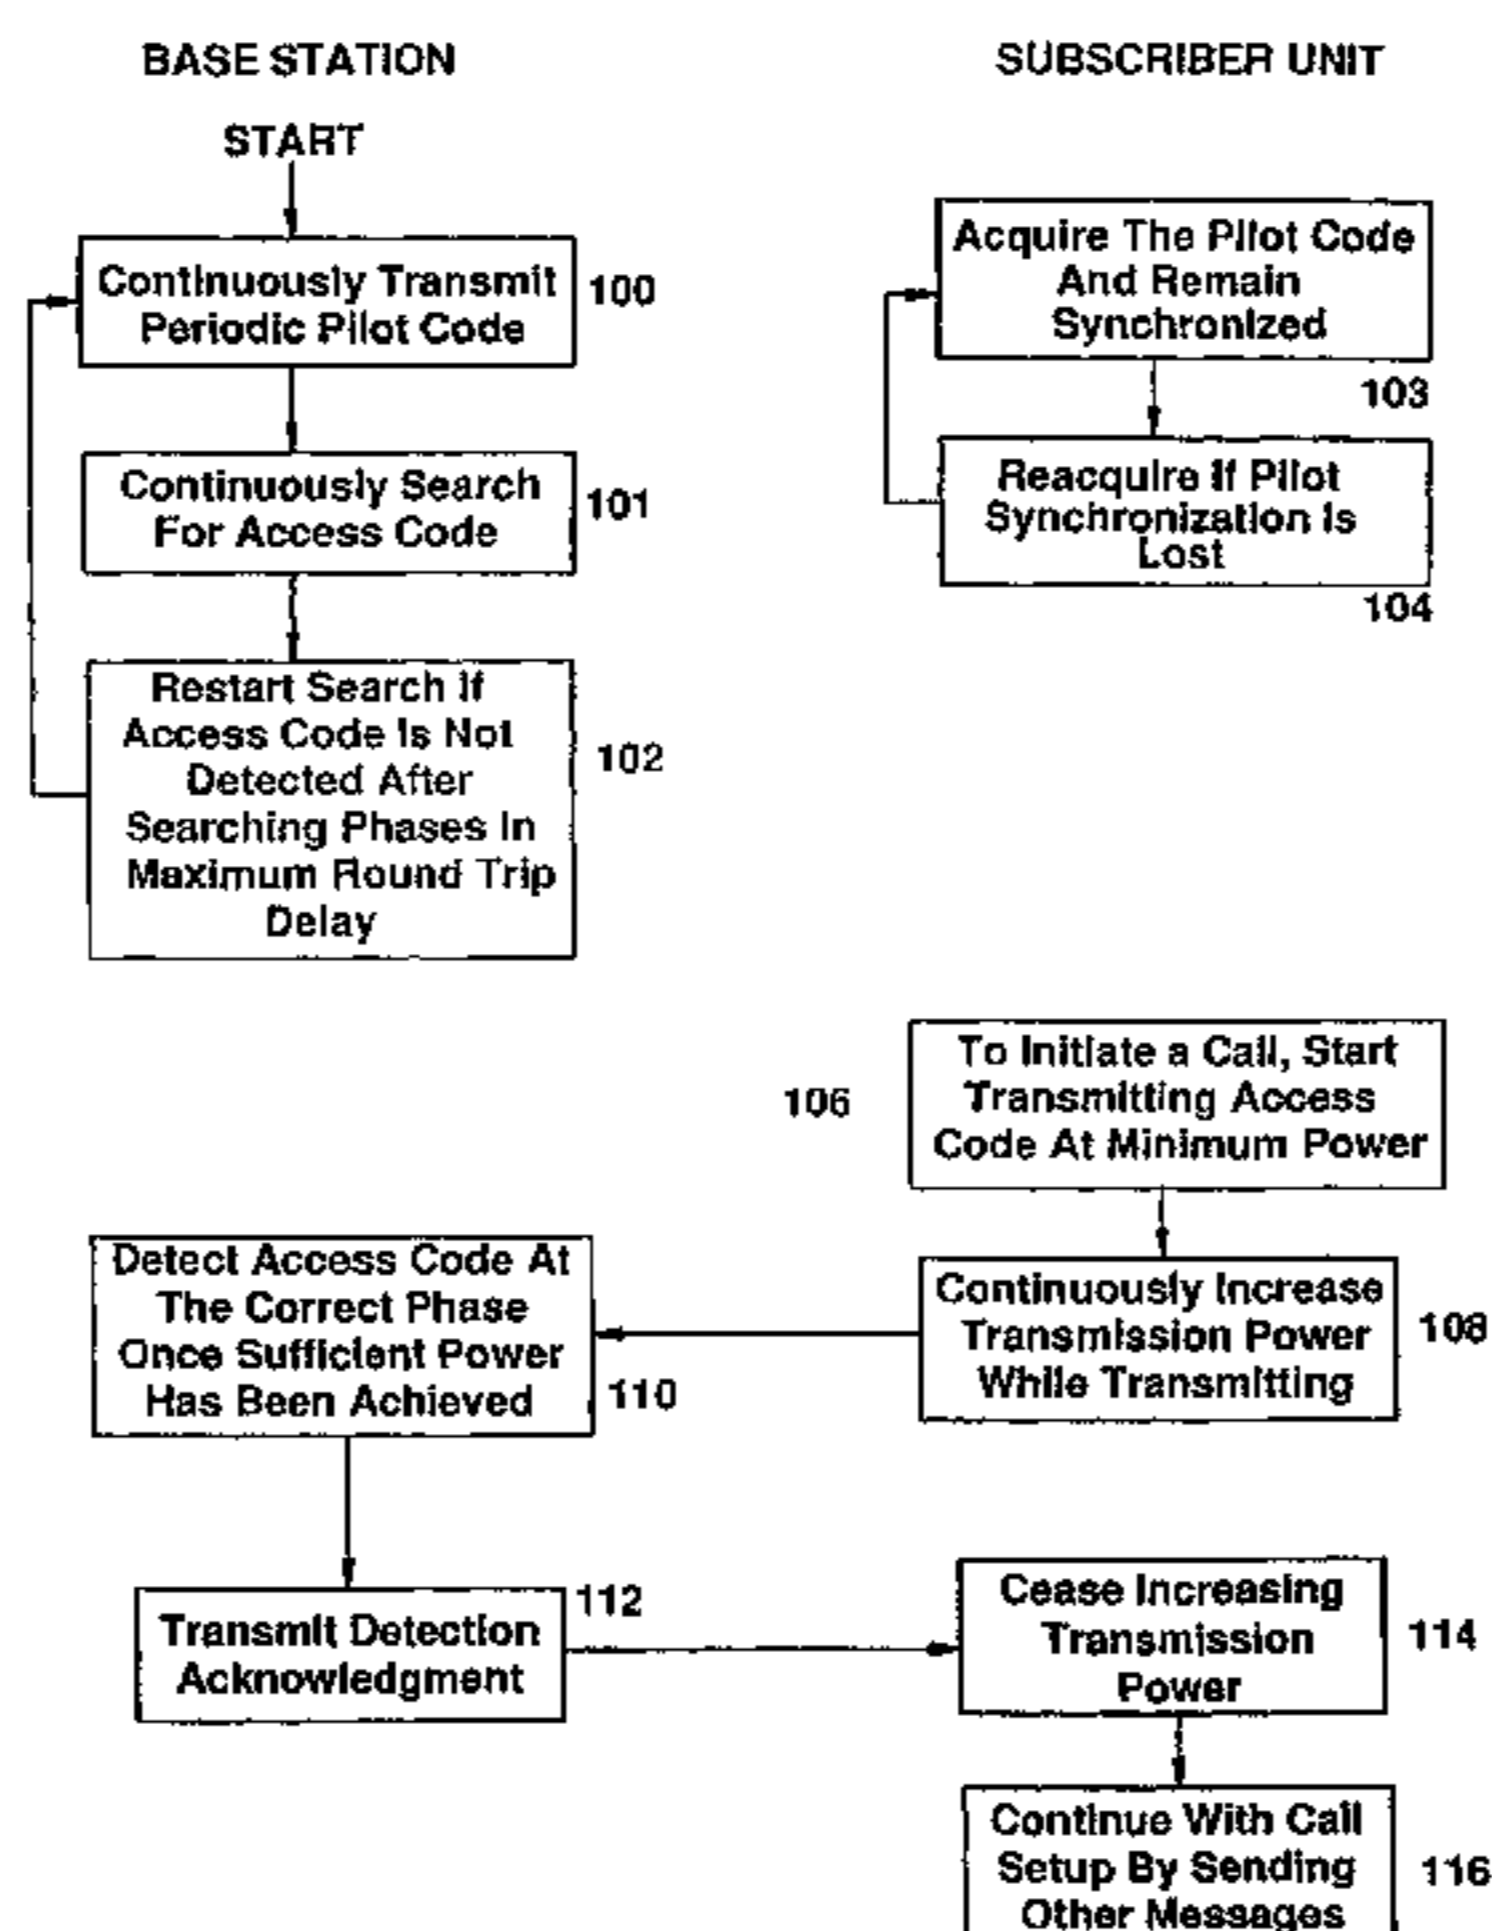 BASE STATION
SUBSCRIBER UNIT
START
Continuously Transmit
Periodic Pilot Code
100
Acquire The Pilot Code
And Remain
Synchronized
103
Continuously Search
For Access Code
101
Reacquire If Pilot
Synchronization Is
Lost
104
Restart Search If
Access Code Is Not
Detected After
Searching Phases In
Maximum Round Trip
Delay
102
To Initiate a Call, Start
Transmitting Access
Code At Minimum Power
106
Detect Access Code At
The Correct Phase
Once Sufficient Power
Has Been Achieved
110
Continuously Increase
Transmission Power
While Transmitting
108
Transmit Detection
Acknowledgment
112
Cease Increasing
Transmission
Power
114
Continue With Call
Setup By Sending
Other Messages
116